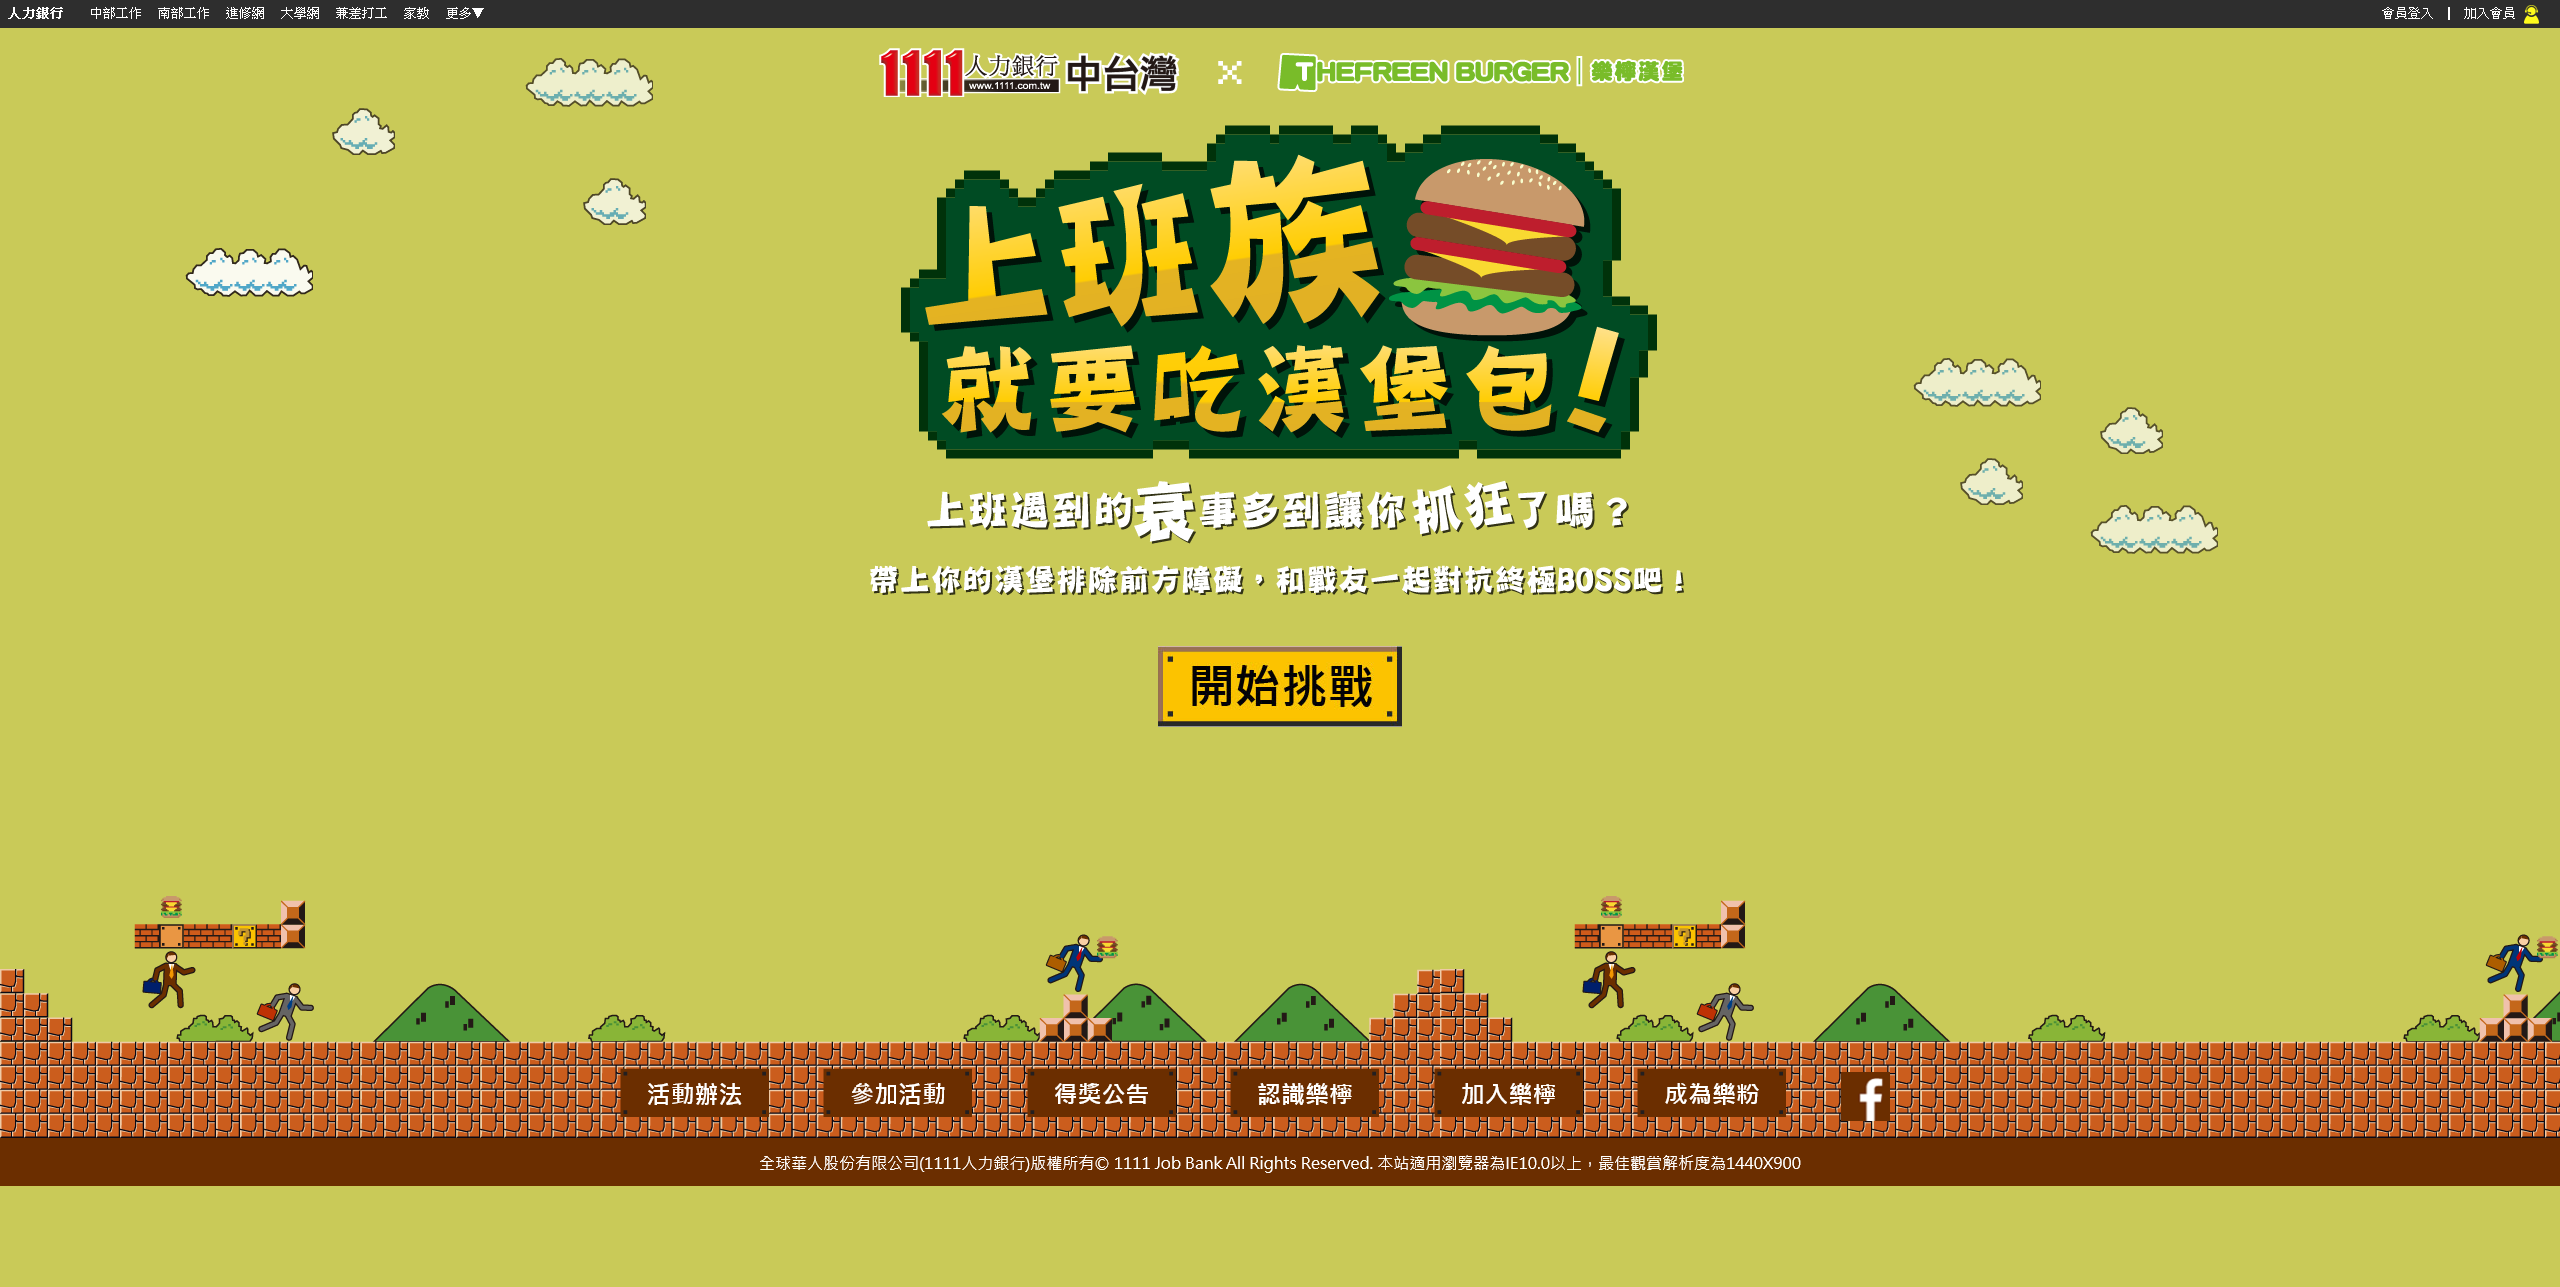 人力銀行 中部工作 南部工作 進修網 大學網 兼差打工 家教 更多▼ 會員登入 | 加入會員
1111人力銀行 www.1111.com.tw 中台灣 X THEFREEN BURGER | 樂檸漢堡
上班族
就要吃漢堡包!
上班遇到的衰事多到讓你抓狂了嗎？
帶上你的漢堡排除前方障礙，和戰友一起對抗終極BOSS吧！
開始挑戰
?
?
活動辦法 參加活動 得獎公告 認識樂檸 加入樂檸 成為樂粉 f
全球華人股份有限公司(1111人力銀行)版權所有© 1111 Job Bank All Rights Reserved. 本站適用瀏覽器為IE10.0以上，最佳觀賞解析度為1440X900